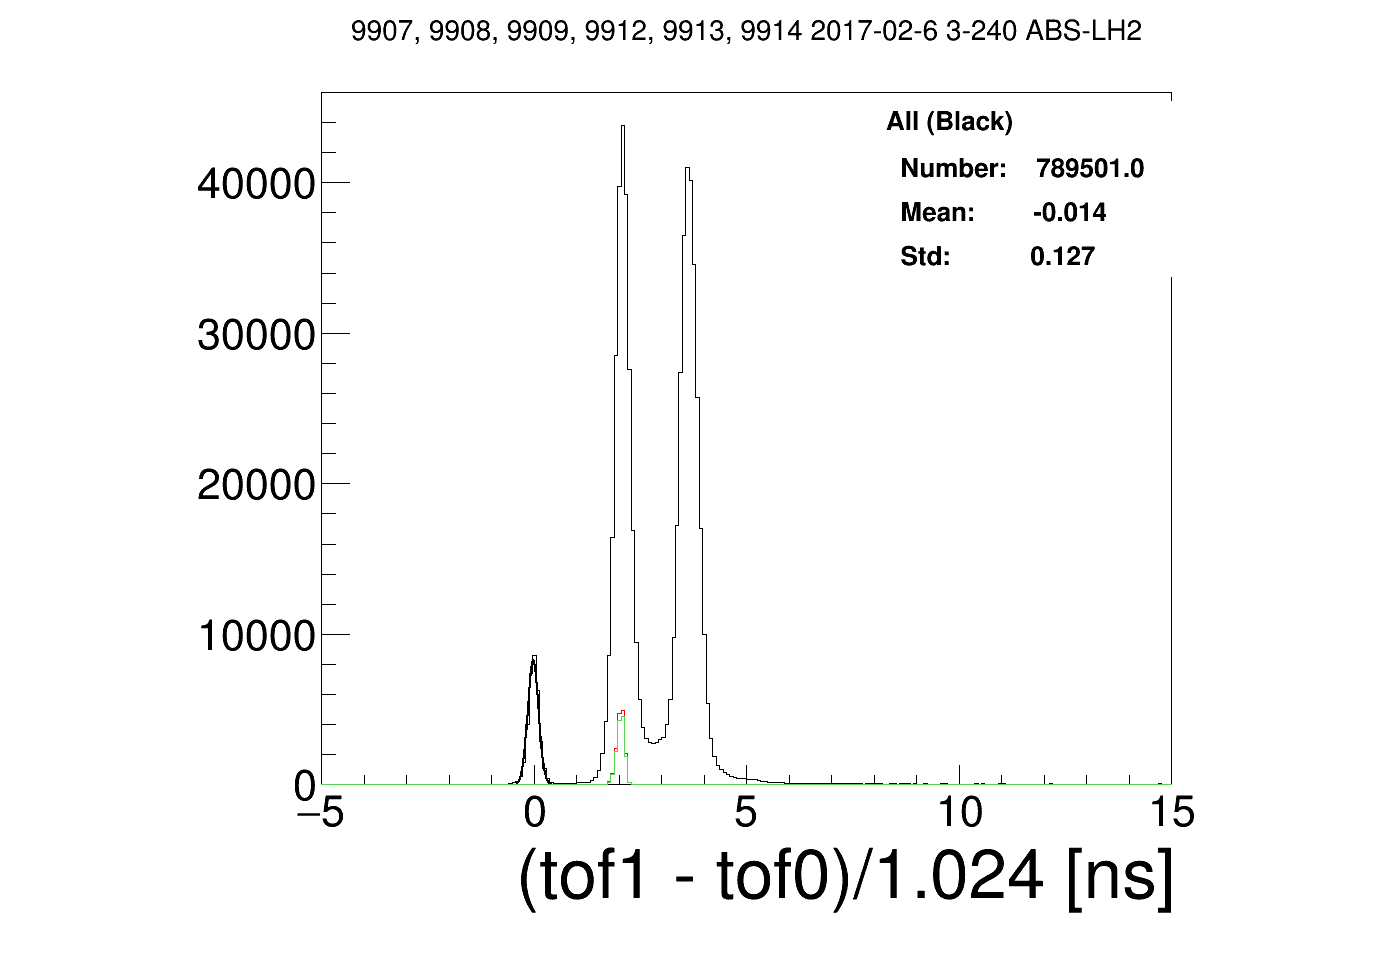 9907, 9908, 9909, 9912, 9913, 9914 2017-02-6 3-240 ABS-LH2
All (Black)
Number: 789501.0
Mean: -0.014
Std: 0.127
40000
30000
20000
10000
0
−5 0 5 10 15
(tof1 - tof0)/1.024 [ns]